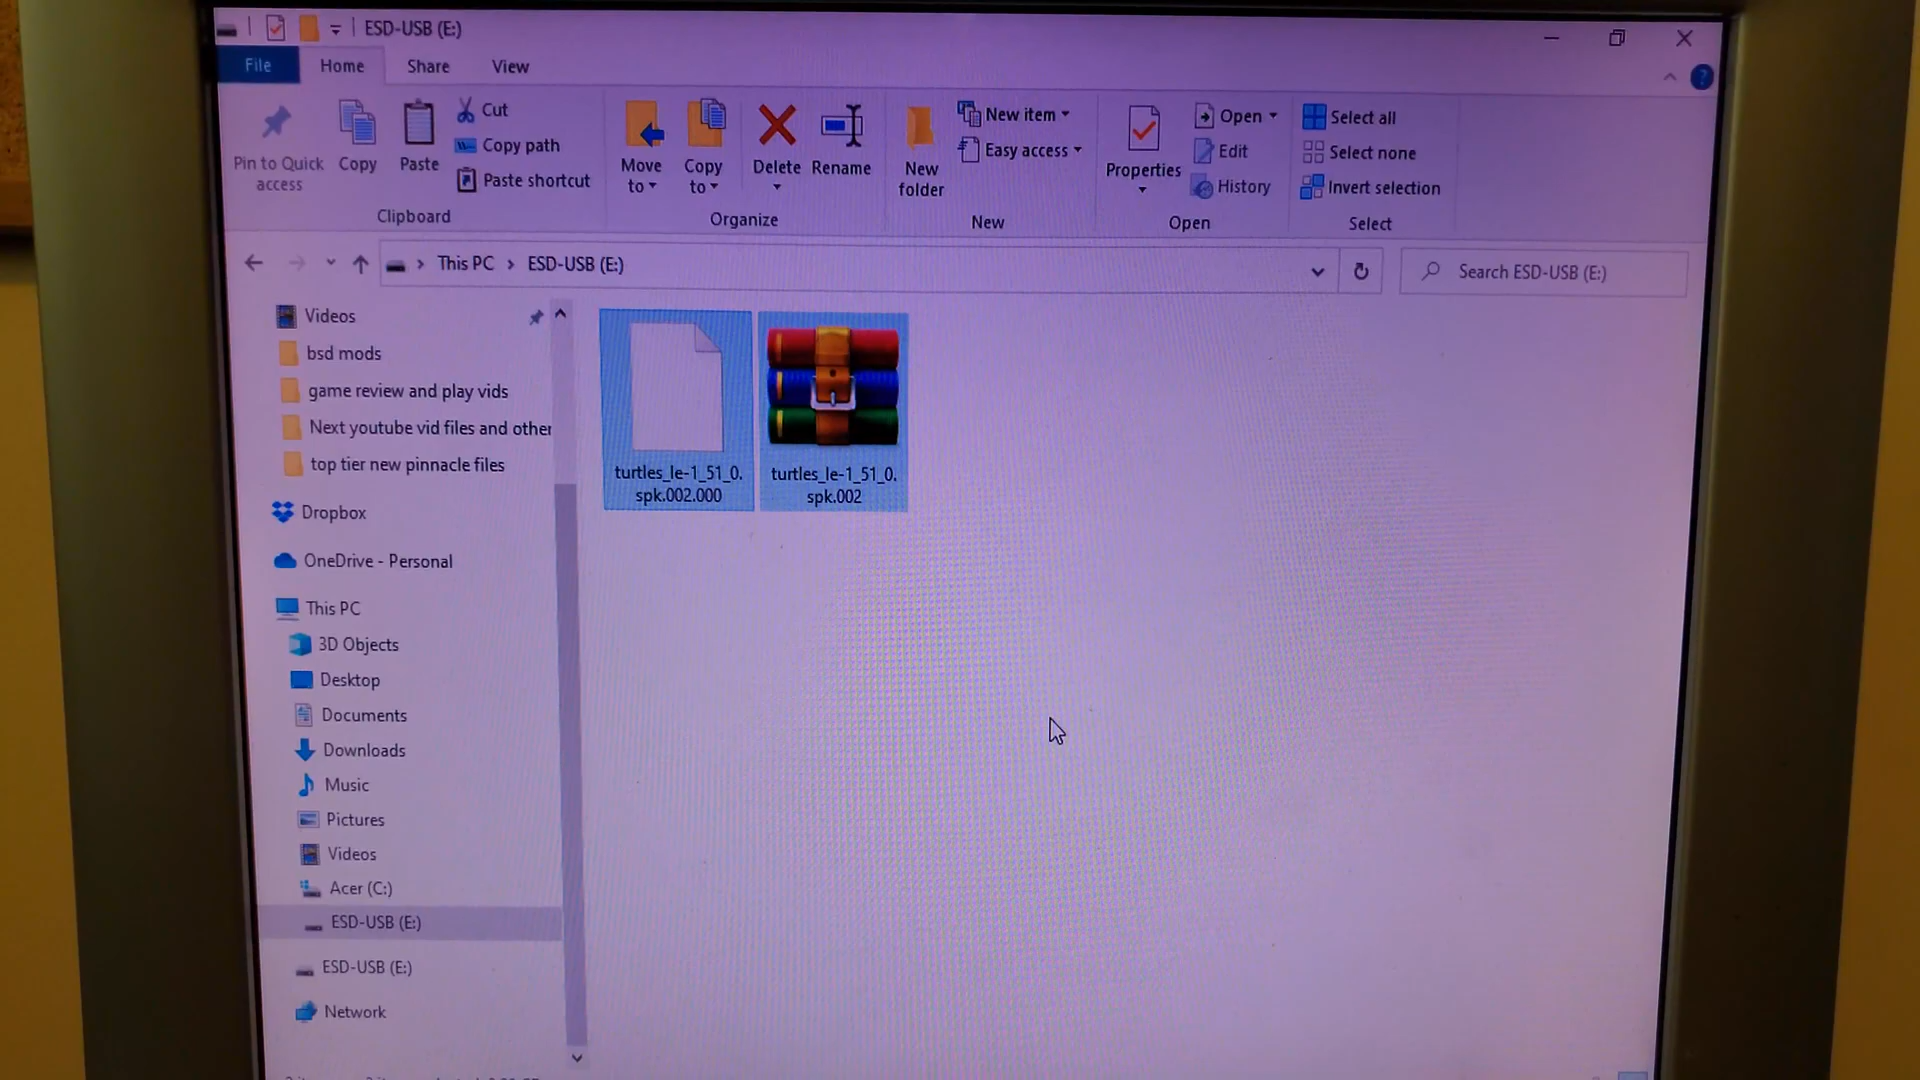 ESD-USB (E:)
File
Home
Share
View
Pin to Quick
access
Copy
Paste
Cut
Copy path
Paste shortcut
Clipboard
Move
to
Copy
to
Delete
Rename
Organize
New
folder
New item
Easy access
New
Properties
Open
Edit
History
Open
Select all
Select none
Invert selection
Select
This PC > ESD-USB (E:)
Search ESD-USB (E:)
Videos
bsd mods
game review and play vids
Next youtube vid files and other
top tier new pinnacle files
Dropbox
OneDrive - Personal
This PC
3D Objects
Desktop
Documents
Downloads
Music
Pictures
Videos
Acer (C:)
ESD-USB (E:)
ESD-USB (E:)
Network
turtles_le-1_51_0.
spk.002.000
turtles_le-1_51_0.
spk.002